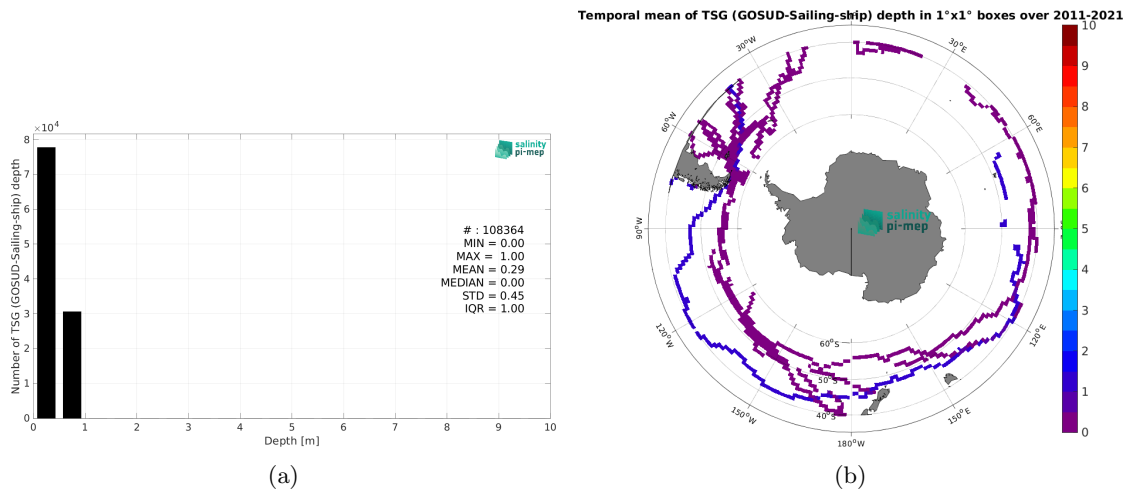 Temporal mean of TSG (GOSUD-Sailing-ship) depth in 1°x1° boxes over 2011-2021
×10⁴
Number of TSG (GOSUD-Sailing-ship) depth
8
7
6
5
4
3
2
1
0
0 1 2 3 4 5 6 7 8 9 10
Depth [m]
salinity
pi-mep
# : 108364
MIN = 0.00
MAX = 1.00
MEAN = 0.29
MEDIAN = 0.00
STD = 0.45
IQR = 1.00
(a)
30°W
30°E
60°W
60°E
90°W
salinity
pi-mep
120°W
120°E
60°S
50°S
40°S
150°W
150°E
180°W
10
9
8
7
6
5
4
3
2
1
0
(b)